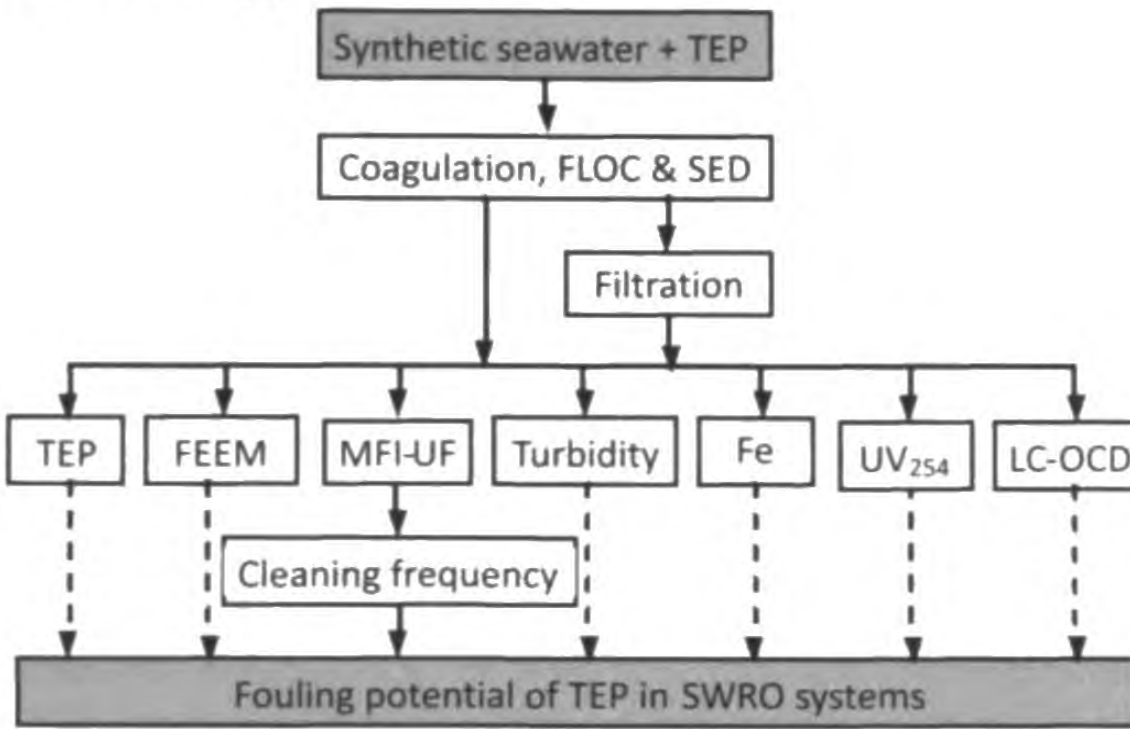 Synthetic seawater + TEP
Coagulation, FLOC & SED
Filtration
TEP
FEEM
MFI-UF
Turbidity
Fe
UV₂₅₄
LC-OCD
Cleaning frequency
Fouling potential of TEP in SWRO systems